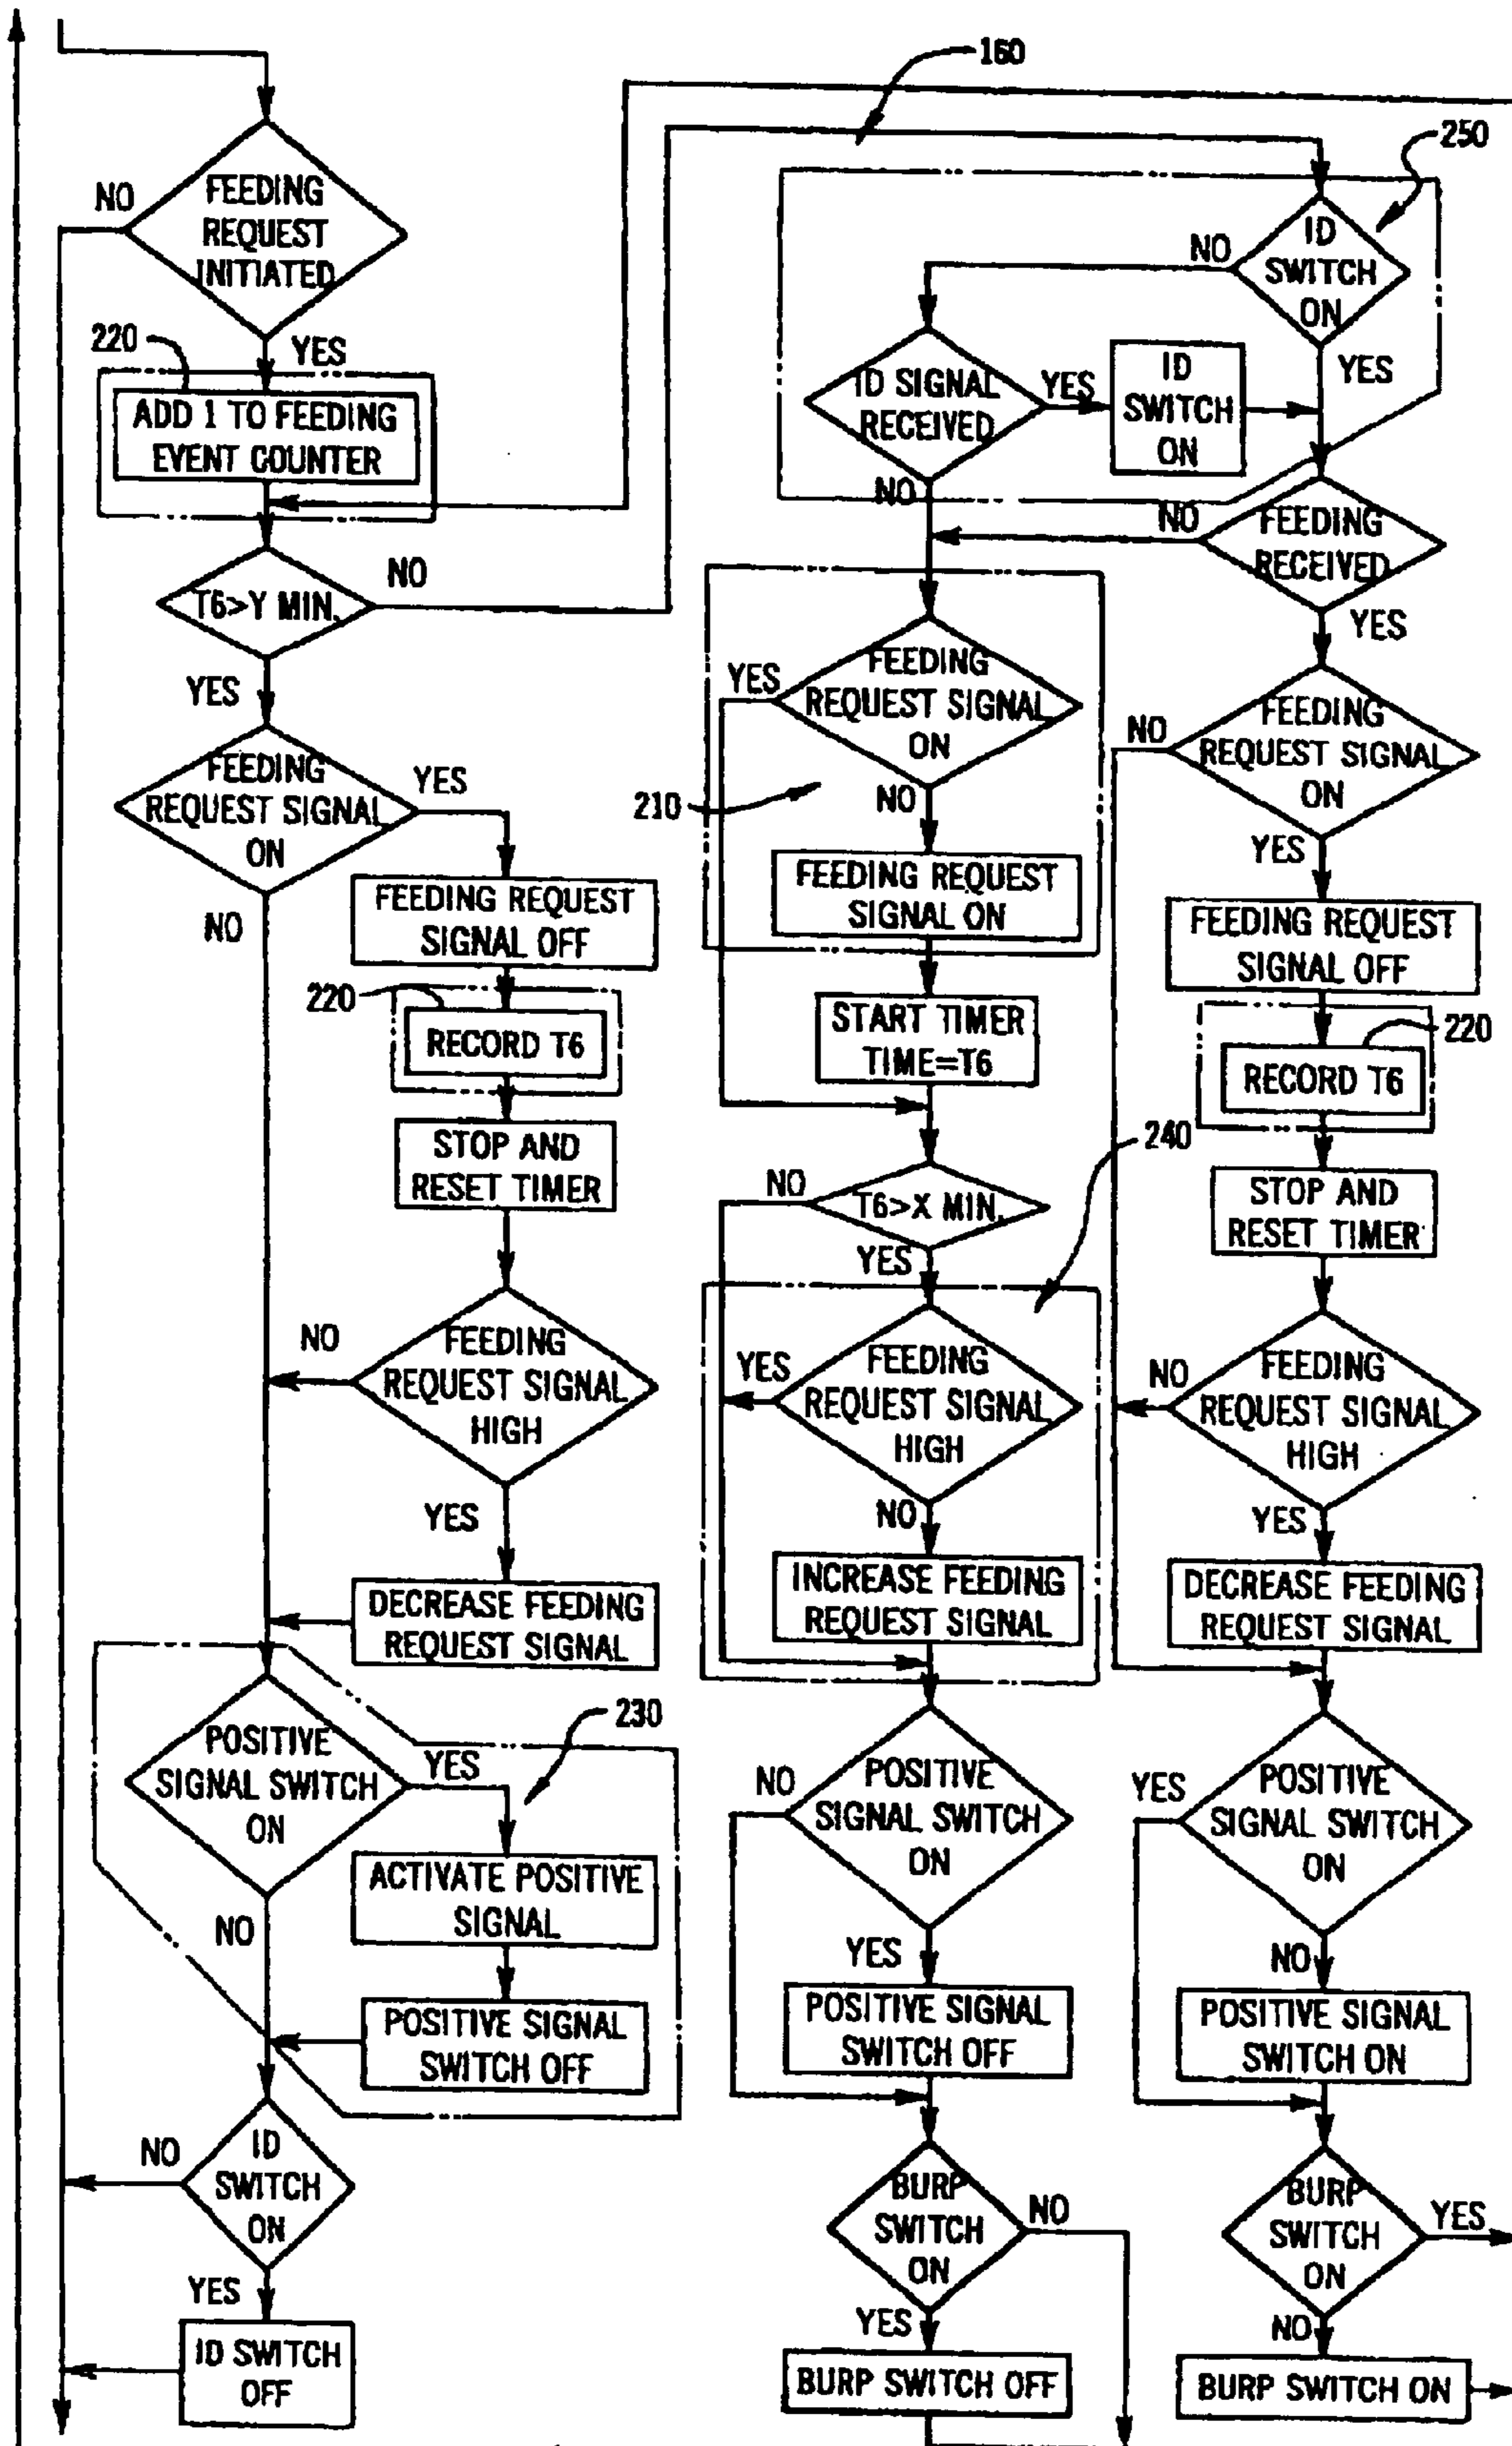 160
250
NO
FEEDING
REQUEST
INITIATED
YES
220
ADD 1 TO FEEDING
EVENT COUNTER
T6>Y MIN.
NO
YES
FEEDING
REQUEST SIGNAL
ON
YES
NO
FEEDING REQUEST
SIGNAL OFF
220
RECORD T6
STOP AND
RESET TIMER
NO
FEEDING
REQUEST SIGNAL
HIGH
YES
DECREASE FEEDING
REQUEST SIGNAL
230
POSITIVE
SIGNAL SWITCH
ON
YES
NO
ACTIVATE POSITIVE
SIGNAL
POSITIVE SIGNAL
SWITCH OFF
NO
ID
SWITCH
ON
YES
ID SWITCH
OFF
NO
ID
SWITCH
ON
YES
ID SIGNAL
RECEIVED
YES
ID
SWITCH
ON
NO
NO
FEEDING
RECEIVED
YES
YES
FEEDING
REQUEST SIGNAL
ON
210
NO
FEEDING REQUEST
SIGNAL ON
START TIMER
TIME=T6
NO
T6>X MIN.
240
YES
YES
FEEDING
REQUEST SIGNAL
HIGH
NO
INCREASE FEEDING
REQUEST SIGNAL
NO
POSITIVE
SIGNAL SWITCH
ON
YES
POSITIVE SIGNAL
SWITCH OFF
BURP
SWITCH
ON
NO
YES
BURP SWITCH OFF
NO
FEEDING
REQUEST SIGNAL
ON
YES
FEEDING REQUEST
SIGNAL OFF
220
RECORD T6
STOP AND
RESET TIMER
NO
FEEDING
REQUEST SIGNAL
HIGH
YES
DECREASE FEEDING
REQUEST SIGNAL
YES
POSITIVE
SIGNAL SWITCH
ON
NO
POSITIVE SIGNAL
SWITCH ON
BURP
SWITCH
ON
YES
NO
BURP SWITCH ON